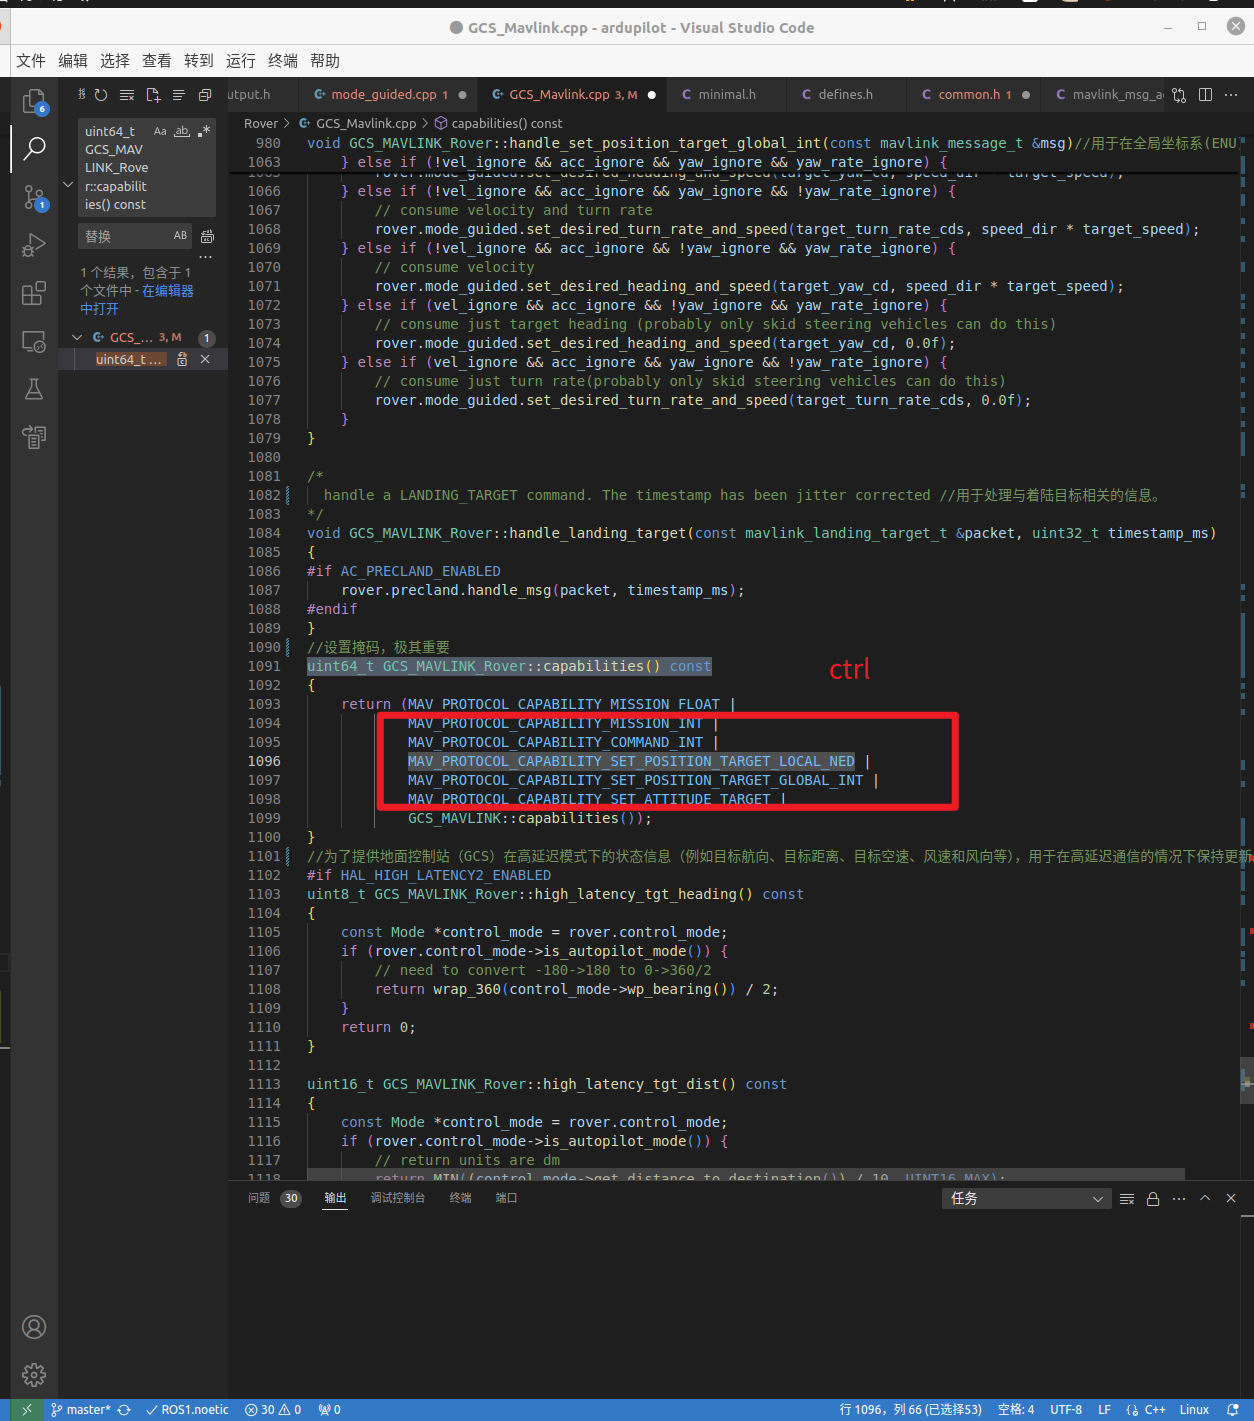 GCS_Mavlink.cpp - ardupilot - Visual Studio Code
文件 编辑 选择 查看 转到 运行 终端 帮助
utput.h mode_guided.cpp 1 GCS_Mavlink.cpp 3, M minimal.h defines.h common.h 1 mavlink_msg_a
Rover > GCS_Mavlink.cpp > capabilities() const
uint64_t
GCS_MAV
LINK_Rove
r::capabilit
ies() const
Aa ab
替换 AB
1 个结果，包含于 1
个文件中 - 在编辑器
中打开
GCS_... 3, M 1
uint64_t ...
6
1
980 void GCS_MAVLINK_Rover::handle_set_position_target_global_int(const mavlink_message_t &msg)//用于在全局坐标系(ENU
1063 } else if (!vel_ignore && acc_ignore && yaw_ignore && yaw_rate_ignore) {
1065 rover.mode_guided.set_desired_heading_and_speed(target_yaw_cd, speed_dir * target_speed);
1066 } else if (!vel_ignore && acc_ignore && yaw_ignore && !yaw_rate_ignore) {
1067 // consume velocity and turn rate
1068 rover.mode_guided.set_desired_turn_rate_and_speed(target_turn_rate_cds, speed_dir * target_speed);
1069 } else if (!vel_ignore && acc_ignore && !yaw_ignore && yaw_rate_ignore) {
1070 // consume velocity
1071 rover.mode_guided.set_desired_heading_and_speed(target_yaw_cd, speed_dir * target_speed);
1072 } else if (vel_ignore && acc_ignore && !yaw_ignore && yaw_rate_ignore) {
1073 // consume just target heading (probably only skid steering vehicles can do this)
1074 rover.mode_guided.set_desired_heading_and_speed(target_yaw_cd, 0.0f);
1075 } else if (vel_ignore && acc_ignore && yaw_ignore && !yaw_rate_ignore) {
1076 // consume just turn rate(probably only skid steering vehicles can do this)
1077 rover.mode_guided.set_desired_turn_rate_and_speed(target_turn_rate_cds, 0.0f);
1078 }
1079 }
1080
1081 /*
1082 handle a LANDING_TARGET command. The timestamp has been jitter corrected //用于处理与着陆目标相关的信息。
1083 */
1084 void GCS_MAVLINK_Rover::handle_landing_target(const mavlink_landing_target_t &packet, uint32_t timestamp_ms)
1085 {
1086 #if AC_PRECLAND_ENABLED
1087 rover.precland.handle_msg(packet, timestamp_ms);
1088 #endif
1089 }
1090 //设置掩码，极其重要
1091 uint64_t GCS_MAVLINK_Rover::capabilities() const
ctrl
1092 {
1093 return (MAV_PROTOCOL_CAPABILITY_MISSION_FLOAT |
1094 MAV_PROTOCOL_CAPABILITY_MISSION_INT |
1095 MAV_PROTOCOL_CAPABILITY_COMMAND_INT |
1096 MAV_PROTOCOL_CAPABILITY_SET_POSITION_TARGET_LOCAL_NED |
1097 MAV_PROTOCOL_CAPABILITY_SET_POSITION_TARGET_GLOBAL_INT |
1098 MAV_PROTOCOL_CAPABILITY_SET_ATTITUDE_TARGET |
1099 GCS_MAVLINK::capabilities());
1100 }
1101 //为了提供地面控制站（GCS）在高延迟模式下的状态信息（例如目标航向、目标距离、目标空速、风速和风向等），用于在高延迟通信的情况下保持更新
1102 #if HAL_HIGH_LATENCY2_ENABLED
1103 uint8_t GCS_MAVLINK_Rover::high_latency_tgt_heading() const
1104 {
1105 const Mode *control_mode = rover.control_mode;
1106 if (rover.control_mode->is_autopilot_mode()) {
1107 // need to convert -180->180 to 0->360/2
1108 return wrap_360(control_mode->wp_bearing()) / 2;
1109 }
1110 return 0;
1111 }
1112
1113 uint16_t GCS_MAVLINK_Rover::high_latency_tgt_dist() const
1114 {
1115 const Mode *control_mode = rover.control_mode;
1116 if (rover.control_mode->is_autopilot_mode()) {
1117 // return units are dm
1118 return MIN((control_mode->get_distance_to_destination()) / 10, UINT16_MAX);
问题 30 输出 调试控制台 终端 端口 任务
master* ROS1.noetic 30 0 0 行 1096，列 66 (已选择53) 空格: 4 UTF-8 LF C++ Linux